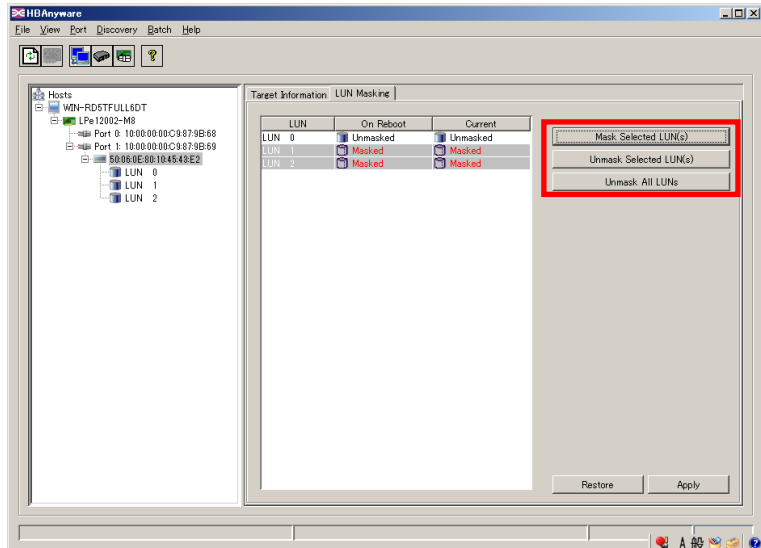 HBAnyware
File View Port Discovery Batch Help
Hosts
WIN-RD5TFULL6DT
LPe12002-M8
Port 0: 10:00:00:00:C9:87:9B:68
Port 1: 10:00:00:00:C9:87:9B:69
50:06:0E:80:10:45:43:E2
LUN 0
LUN 1
LUN 2
Target Information LUN Masking
LUN On Reboot Current
LUN 0 Unmasked Unmasked
LUN 1 Masked Masked
LUN 2 Masked Masked
Mask Selected LUN(s)
Unmask Selected LUN(s)
Unmask All LUNs
Restore Apply
A 般